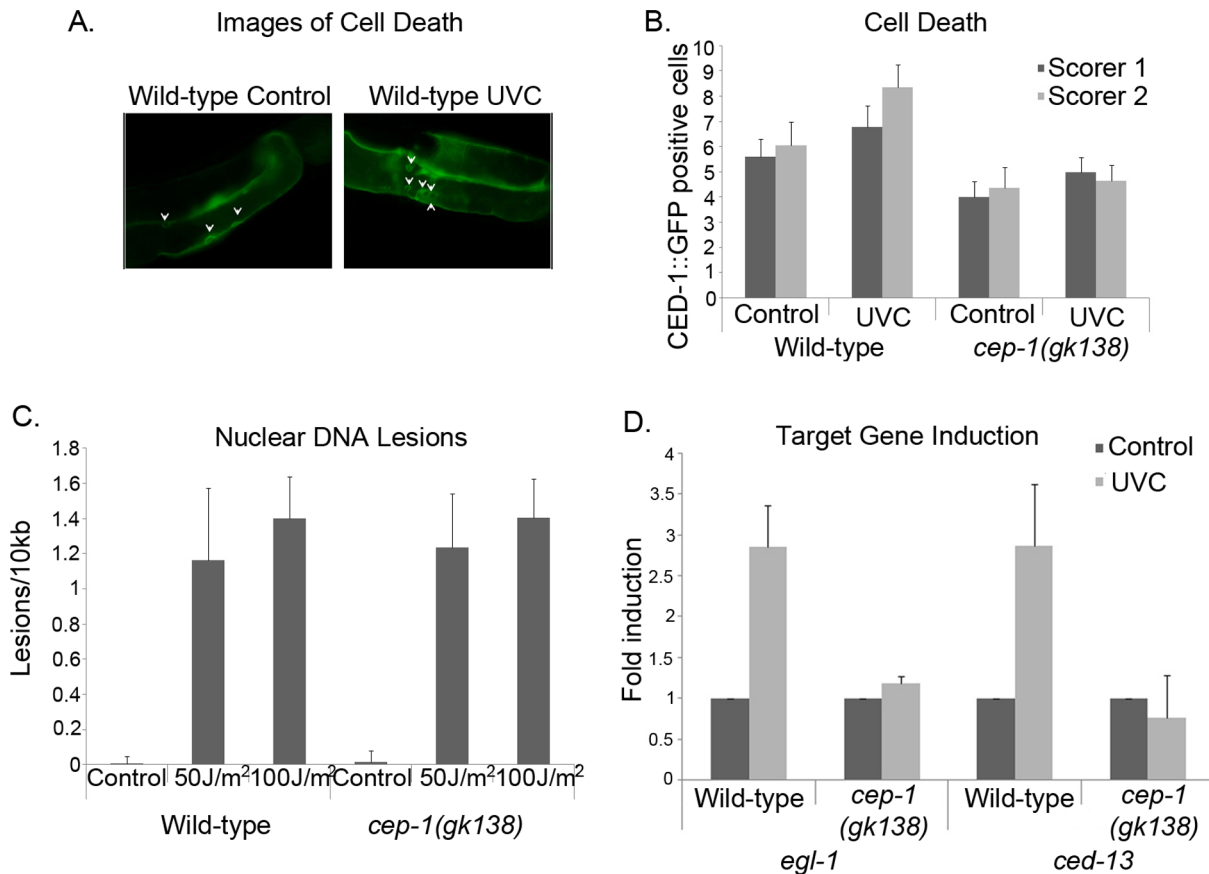 A. Images of Cell Death
Wild-type Control
Wild-type UVC
B. Cell Death
CED-1::GFP positive cells
10
9
8
7
6
5
4
3
2
1
0
Scorer 1
Scorer 2
Control UVC Control UVC
Wild-type cep-1(gk138)
C. Nuclear DNA Lesions
Lesions/10kb
1.8
1.6
1.4
1.2
1
0.8
0.6
0.4
0.2
0
Control 50J/m² 100J/m² Control 50J/m² 100J/m²
Wild-type cep-1(gk138)
D. Target Gene Induction
Fold induction
4
3.5
3
2.5
2
1.5
1
0.5
0
Control
UVC
Wild-type cep-1 Wild-type cep-1
(gk138) (gk138)
egl-1 ced-13